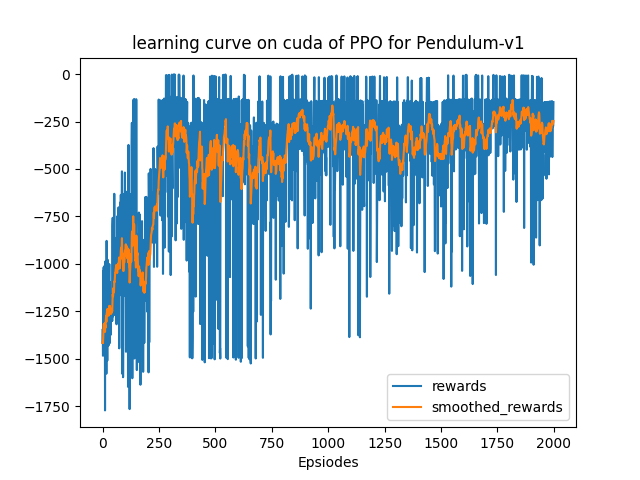 learning curve on cuda of PPO for Pendulum-v1
0
−250
−500
−750
−1000
−1250
−1500
−1750
rewards
smoothed_rewards
0 250 500 750 1000 1250 1500 1750 2000
Epsiodes